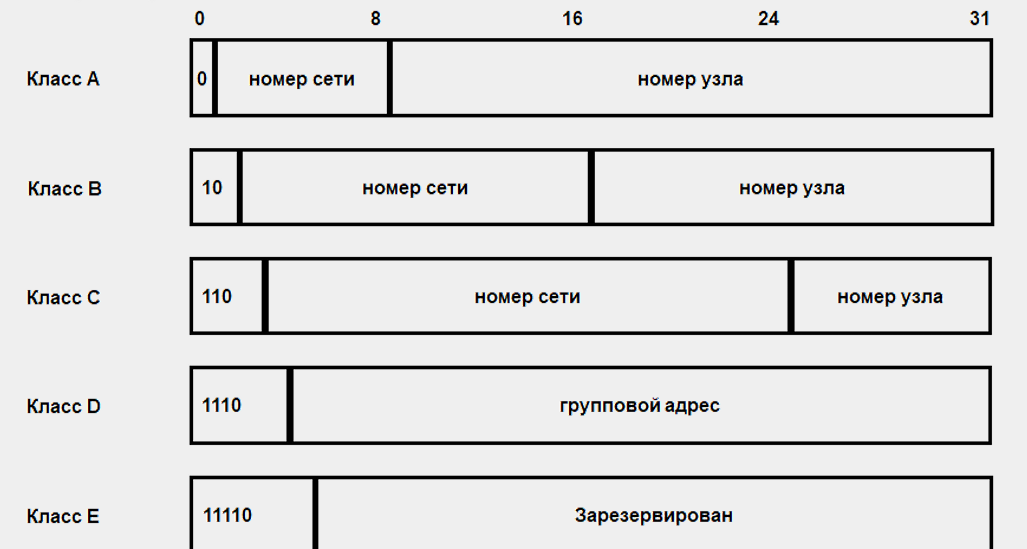 0 8 16 24 31
Класс A 0 номер сети номер узла
Класс B 10 номер сети номер узла
Класс C 110 номер сети номер узла
Класс D 1110 групповой адрес
Класс E 11110 Зарезервирован